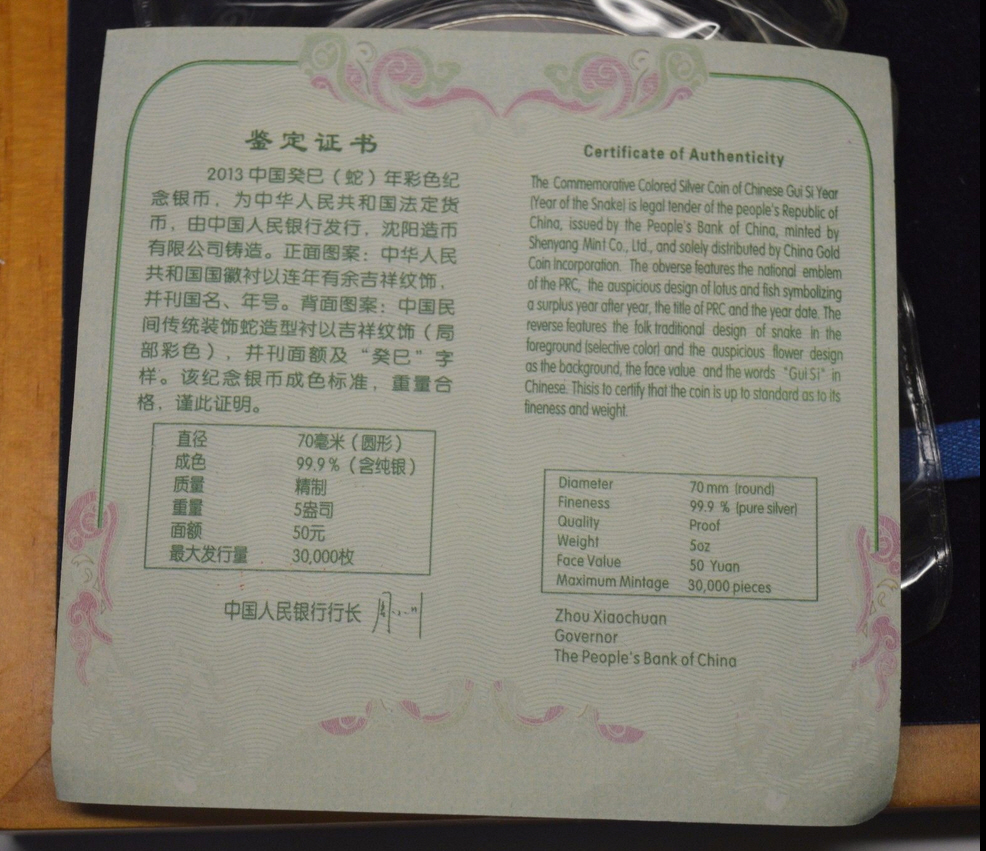 鉴定证书
2013中国癸巳（蛇）年彩色纪
念银币，为中华人民共和国法定货
币，由中国人民银行发行，沈阳造币
有限公司铸造。正面图案：中华人民
共和国国徽衬以连年有余吉祥纹饰，
并刊国名、年号。背面图案：中国民
间传统装饰蛇造型衬以吉祥纹饰（局
部彩色），并刊面额及“癸巳”字
样。该纪念银币成色标准，重量合
格，谨此证明。
直径 70毫米（圆形）
成色 99.9%（含纯银）
质量 精制
重量 5盎司
面额 50元
最大发行量 30,000枚
中国人民银行行长
Certificate of Authenticity
The Commemorative Colored Silver Coin of Chinese Gui Si Year
(Year of the Snake) is legal tender of the people's Republic of
China, issued by the People's Bank of China, minted by
Shenyang Mint Co., Ltd., and solely distributed by China Gold
Coin Incorporation. The obverse features the national emblem
of the PRC, the auspicious design of lotus and fish symbolizing
a surplus year after year, the title of PRC and the year date. The
reverse features the folk traditional design of snake in the
foreground (selective color) and the auspicious flower design
as the background, the face value and the words "Gui Si" in
Chinese. Thisis to certify that the coin is up to standard as to its
fineness and weight.
Diameter 70 mm (round)
Fineness 99.9 % (pure silver)
Quality Proof
Weight 5oz
Face Value 50 Yuan
Maximum Mintage 30,000 pieces
Zhou Xiaochuan
Governor
The People's Bank of China